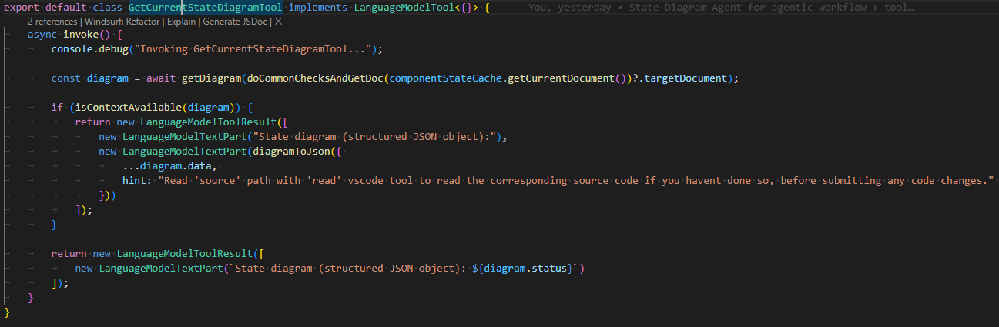 export default class GetCurrentStateDiagramTool implements LanguageModelTool<{}> { You, yesterday • State Diagram Agent for agentic workflow + tool…
2 references | Windsurf: Refactor | Explain | Generate JSDoc | X
async invoke() {
console.debug("Invoking GetCurrentStateDiagramTool...");
const diagram = await getDiagram(doCommonChecksAndGetDoc(componentStateCache.getCurrentDocument())?.targetDocument);
if (isContextAvailable(diagram)) {
return new LanguageModelToolResult([
new LanguageModelTextPart("State diagram (structured JSON object):"),
new LanguageModelTextPart(diagramToJson({
...diagram.data,
hint: "Read 'source' path with 'read' vscode tool to read the corresponding source code if you havent done so, before submitting any code changes."
}))
]);
}
return new LanguageModelToolResult([
new LanguageModelTextPart(`State diagram (structured JSON object): ${diagram.status}`)
]);
}
}